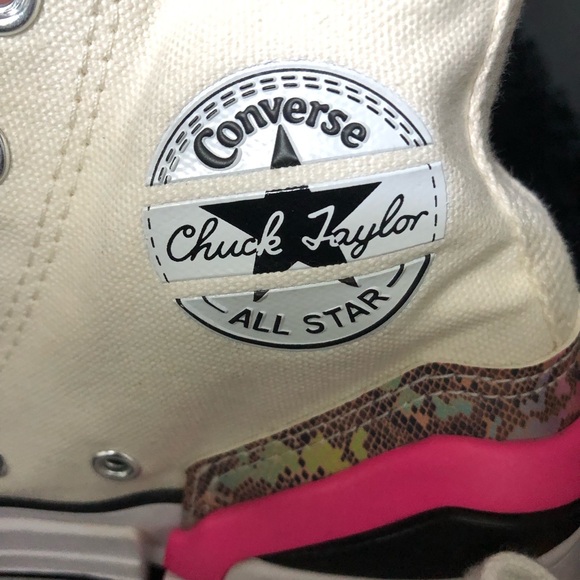 Converse
Chuck Taylor
ALL STAR